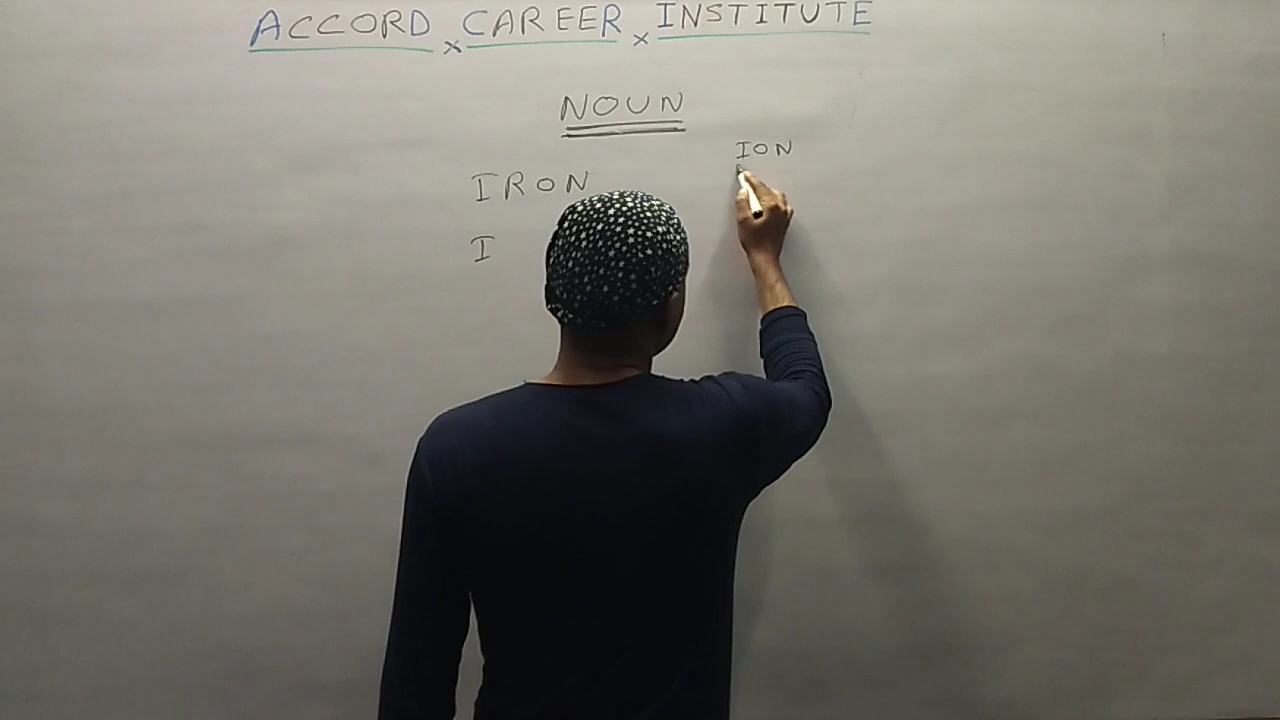 ACCORD x CAREER x INSTITUTE
NOUN
ION
IRON
I